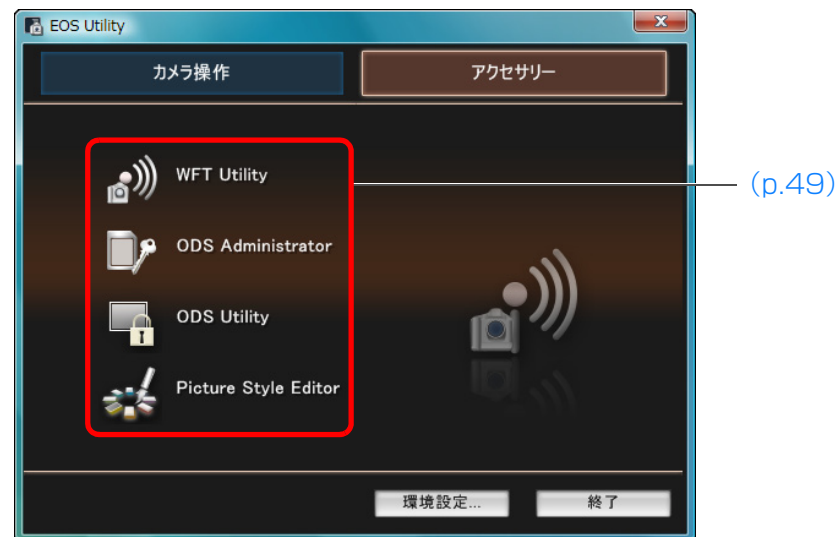 EOS Utility
カメラ操作
アクセサリー
WFT Utility
(p.49)
ODS Administrator
ODS Utility
Picture Style Editor
環境設定...
終了